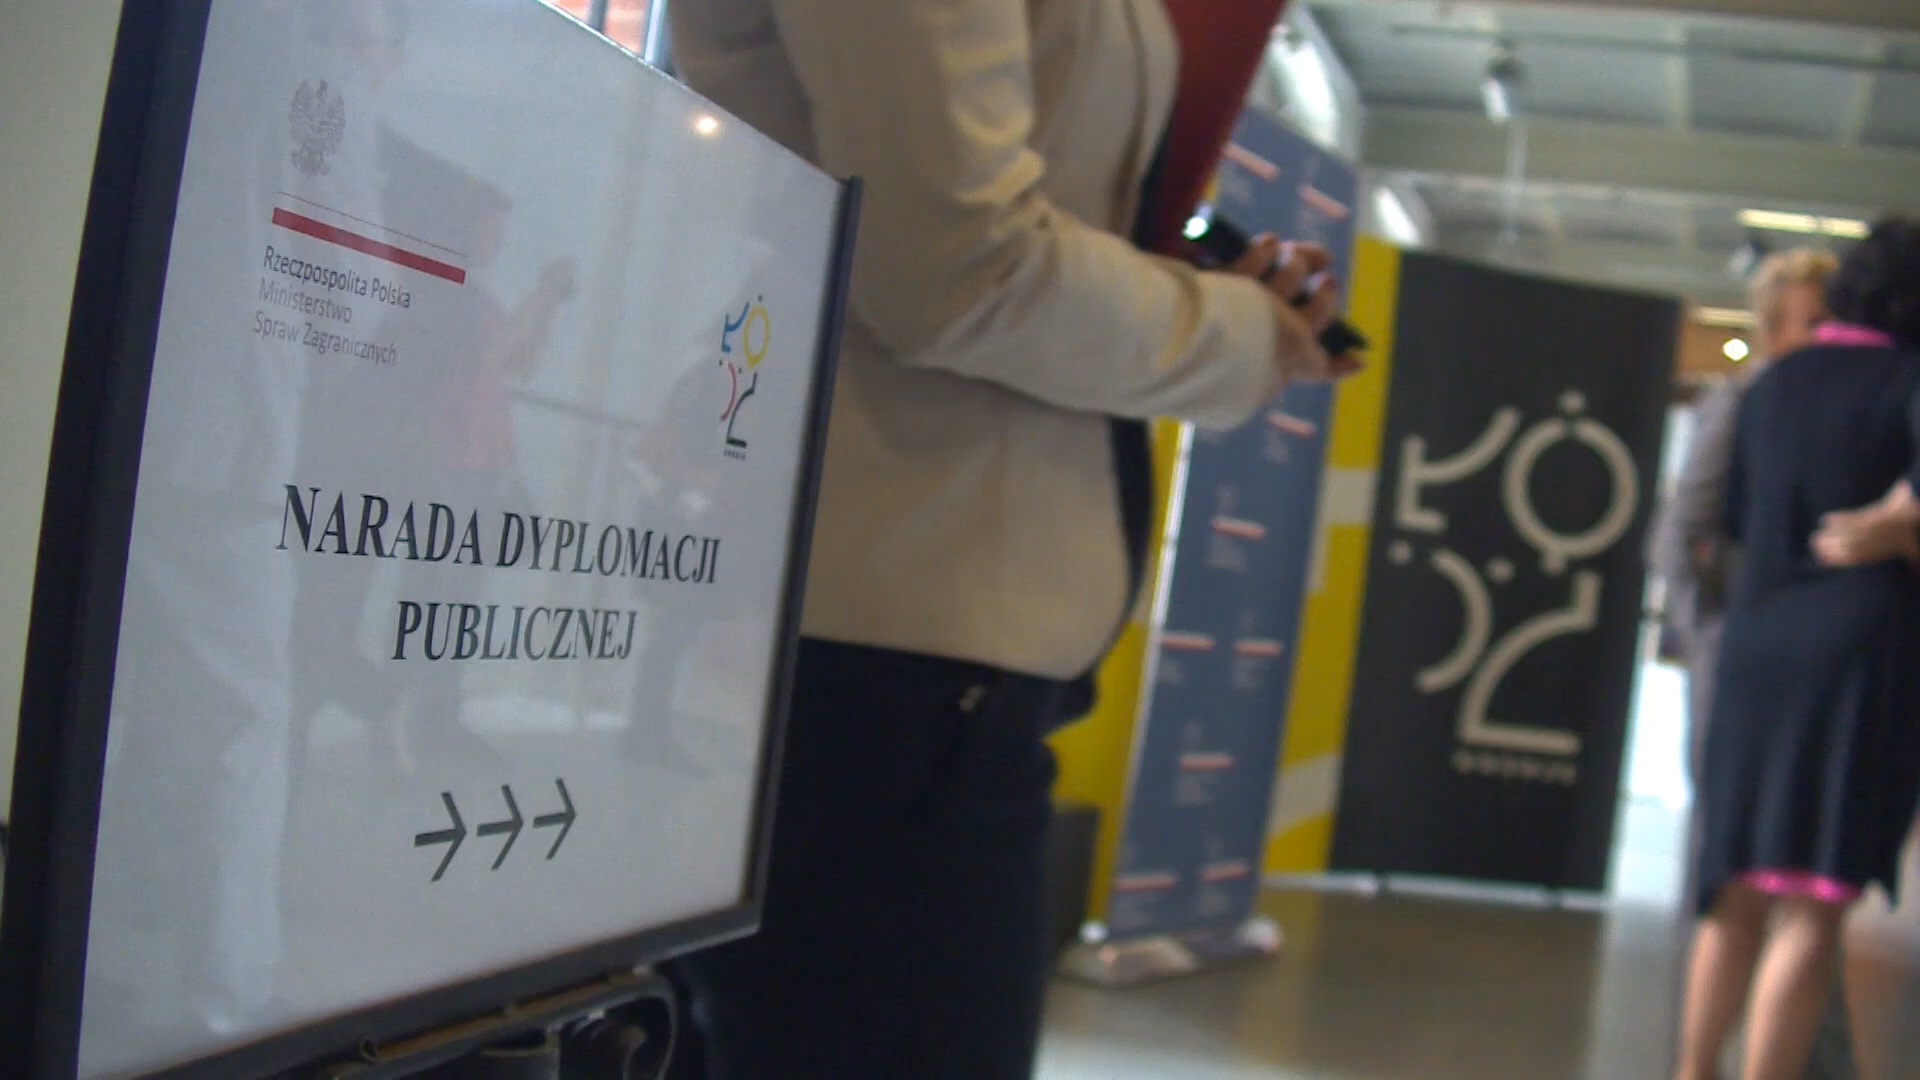 Rzeczpospolita Polska
Ministerstwo
Spraw Zagranicznych
NARADA DYPLOMACJI
PUBLICZNEJ